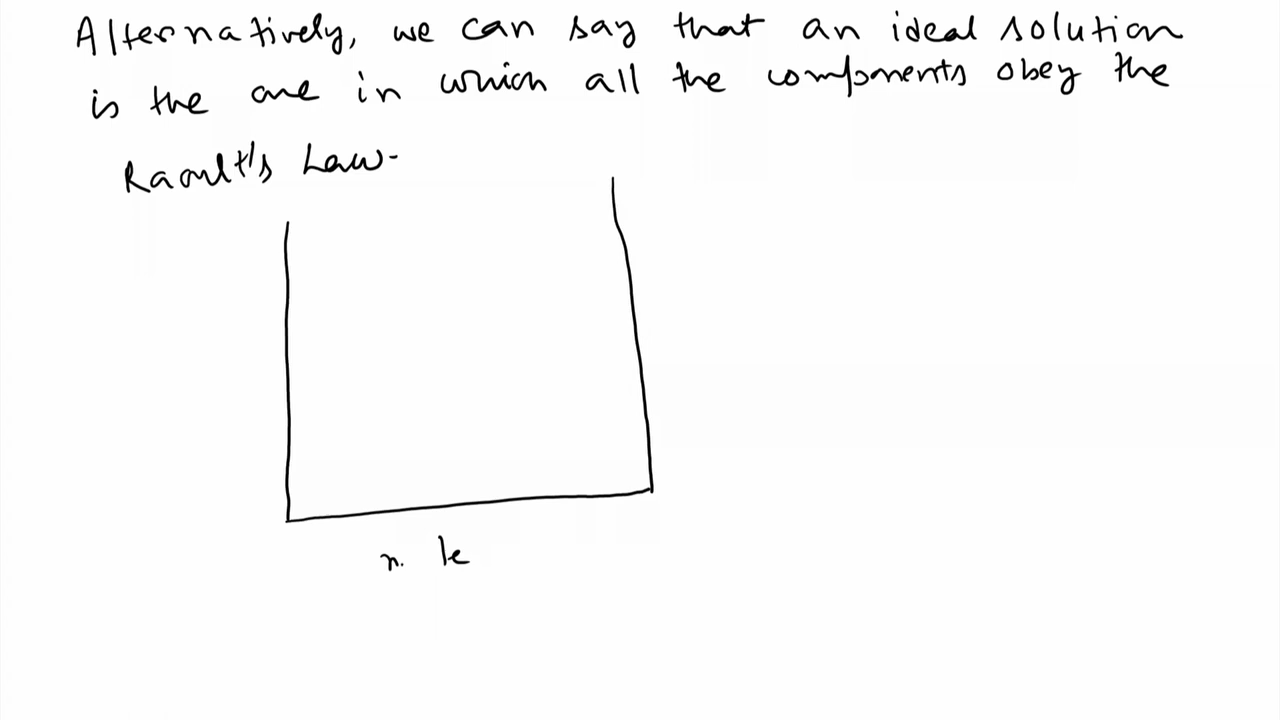 Alternatively, we can say that an ideal solution
is the one in which all the components obey the
Raoult's Law.
n. he